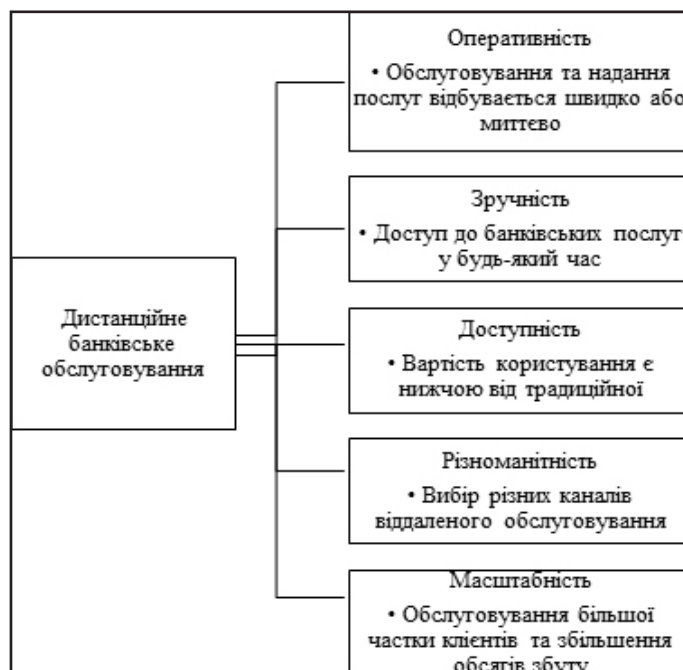 Дистанційне
банківське
обслуговування
Оперативність
• Обслуговування та надання
послуг відбувається швидко або
миттєво
Зручність
• Доступ до банківських послуг
у будь-який час
Доступність
• Вартість користування є
нижчою від традиційної
Різноманітність
• Вибір різних каналів
віддаленого обслуговування
Масштабність
• Обслуговування більшої
частки клієнтів та збільшення
обсягів збуту